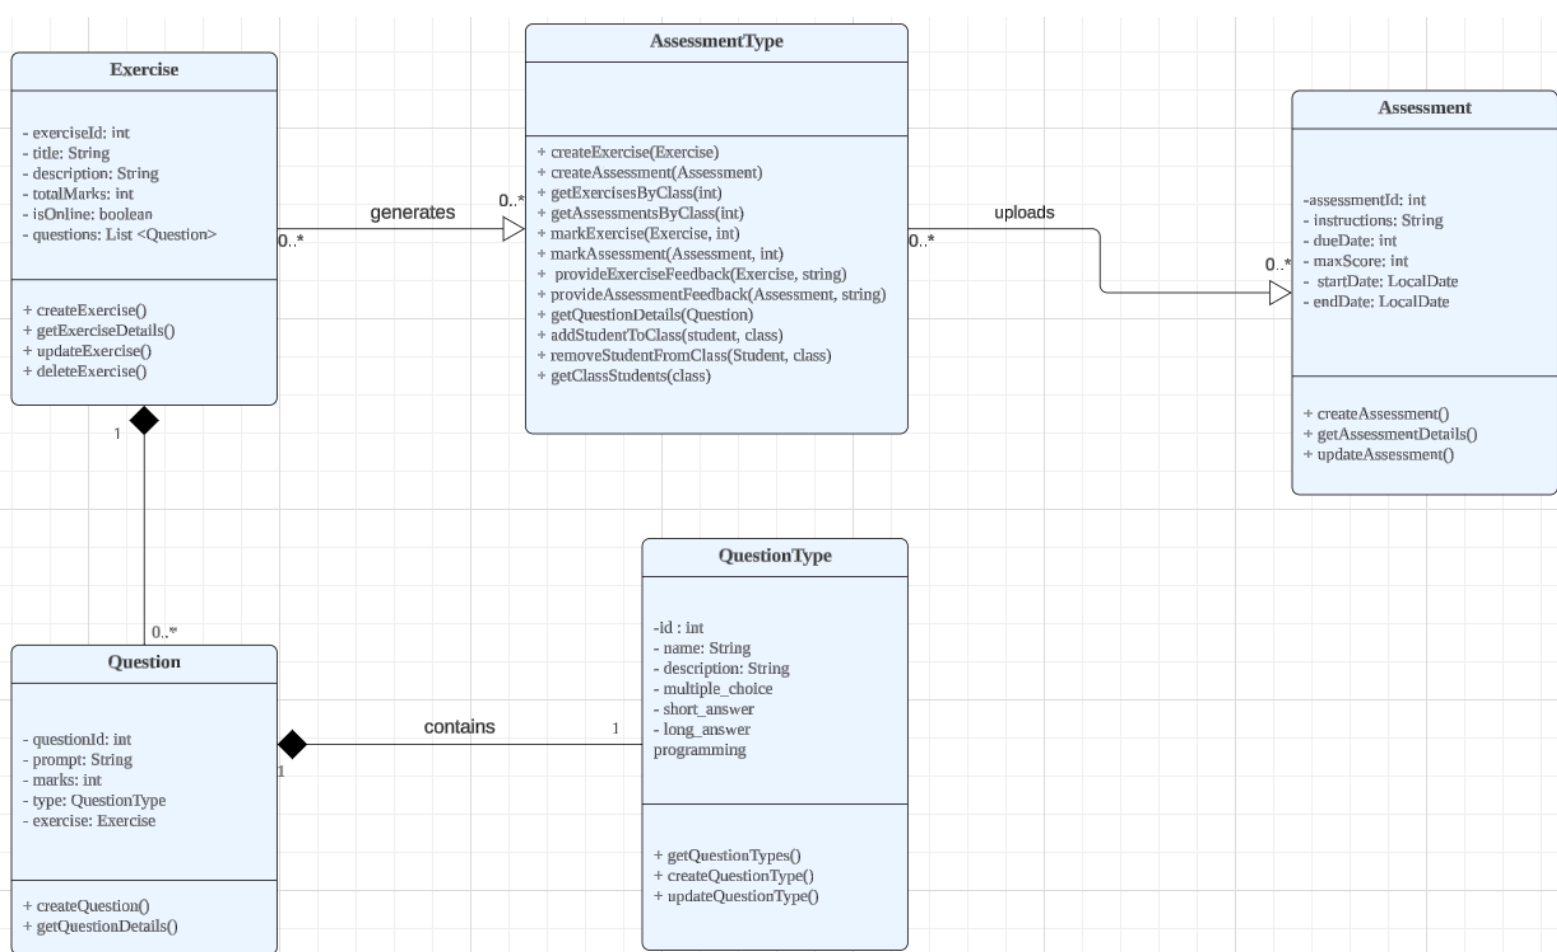 Exercise
- exerciseId: int
- title: String
- description: String
- totalMarks: int
- isOnline: boolean
- questions: List <Question>
+ createExercise()
+ getExerciseDetails()
+ updateExercise()
+ deleteExercise()
generates
0..*
0..*
AssessmentType
+ createExercise(Exercise)
+ createAssessment(Assessment)
+ getExercisesByClass(int)
+ getAssessmentsByClass(int)
+ markExercise(Exercise, int)
+ markAssessment(Assessment, int)
+ provideExerciseFeedback(Exercise, string)
+ provideAssessmentFeedback(Assessment, string)
+ getQuestionDetails(Question)
+ addStudentToClass(student, class)
+ removeStudentFromClass(Student, class)
+ getClassStudents(class)
uploads
0..*
0..*
Assessment
-assessmentId: int
- instructions: String
- dueDate: int
- maxScore: int
- startDate: LocalDate
- endDate: LocalDate
+ createAssessment()
+ getAssessmentDetails()
+ updateAssessment()
1
0..*
Question
- questionId: int
- prompt: String
- marks: int
- type: QuestionType
- exercise: Exercise
+ createQuestion()
+ getQuestionDetails()
contains
1
1
QuestionType
-id : int
- name: String
- description: String
- multiple_choice
- short_answer
- long_answer
programming
+ getQuestionTypes()
+ createQuestionType()
+ updateQuestionType()